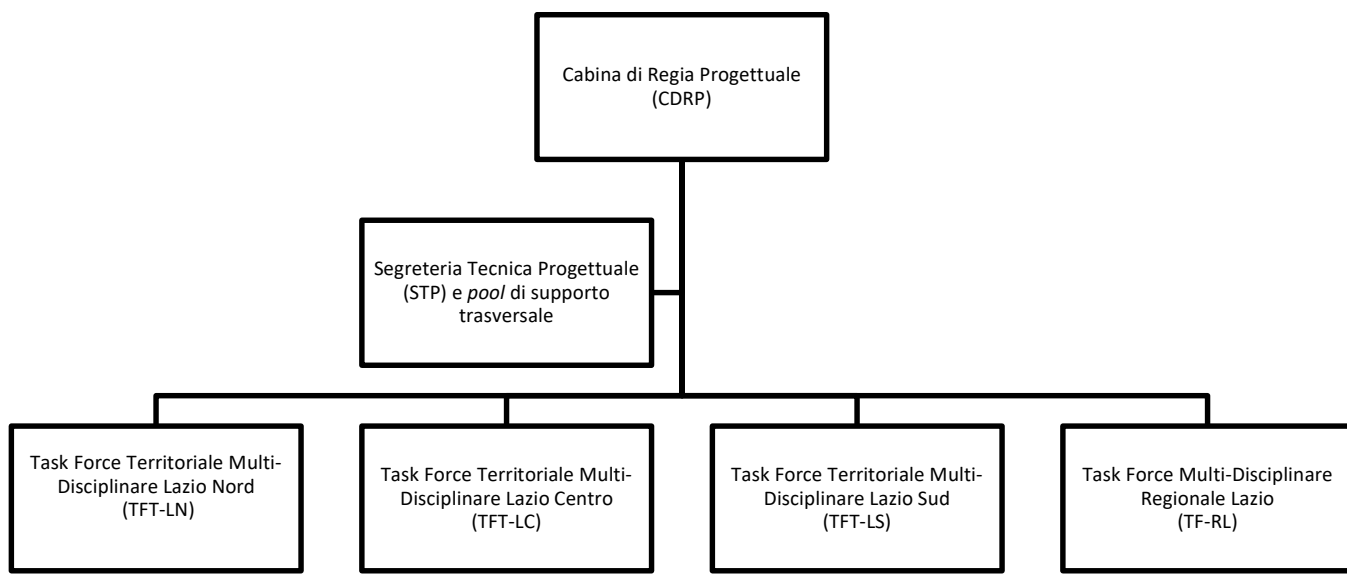 Cabina di Regia Progettuale
(CDRP)
Segreteria Tecnica Progettuale
(STP) e pool di supporto
trasversale
Task Force Territoriale Multi-
Disciplinare Lazio Nord
(TFT-LN)
Task Force Territoriale Multi-
Disciplinare Lazio Centro
(TFT-LC)
Task Force Territoriale Multi-
Disciplinare Lazio Sud
(TFT-LS)
Task Force Multi-Disciplinare
Regionale Lazio
(TF-RL)